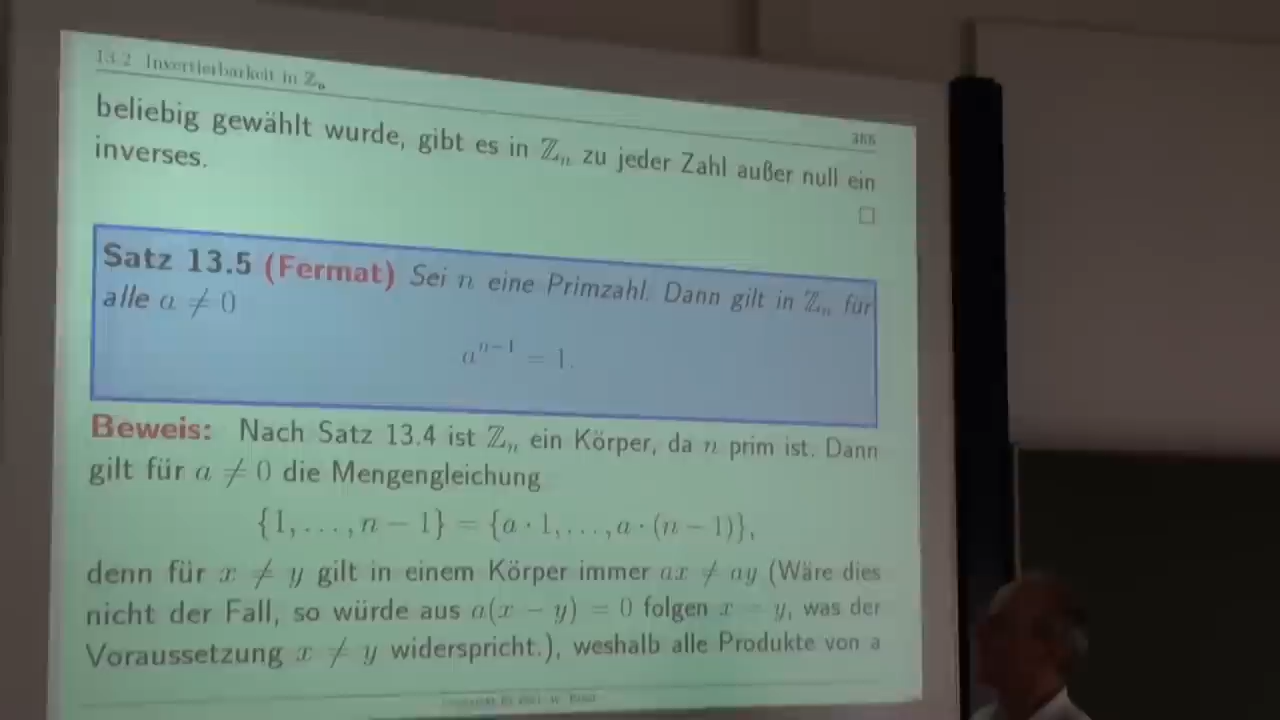 13.2 Invertierbarkeit in ℤₙ
366
beliebig gewählt wurde, gibt es in ℤₙ zu jeder Zahl außer null ein
inverses.
□
Satz 13.5 (Fermat) Sei n eine Primzahl. Dann gilt in ℤₙ für
alle a ≠ 0
aⁿ⁻¹ = 1.
Beweis: Nach Satz 13.4 ist ℤₙ ein Körper, da n prim ist. Dann
gilt für a ≠ 0 die Mengengleichung
{1, . . . , n − 1} = {a · 1, . . . , a · (n − 1)},
denn für x ≠ y gilt in einem Körper immer ax ≠ ay (Wäre dies
nicht der Fall, so würde aus a(x − y) = 0 folgen x = y, was der
Voraussetzung x ≠ y widerspricht.), weshalb alle Produkte von a